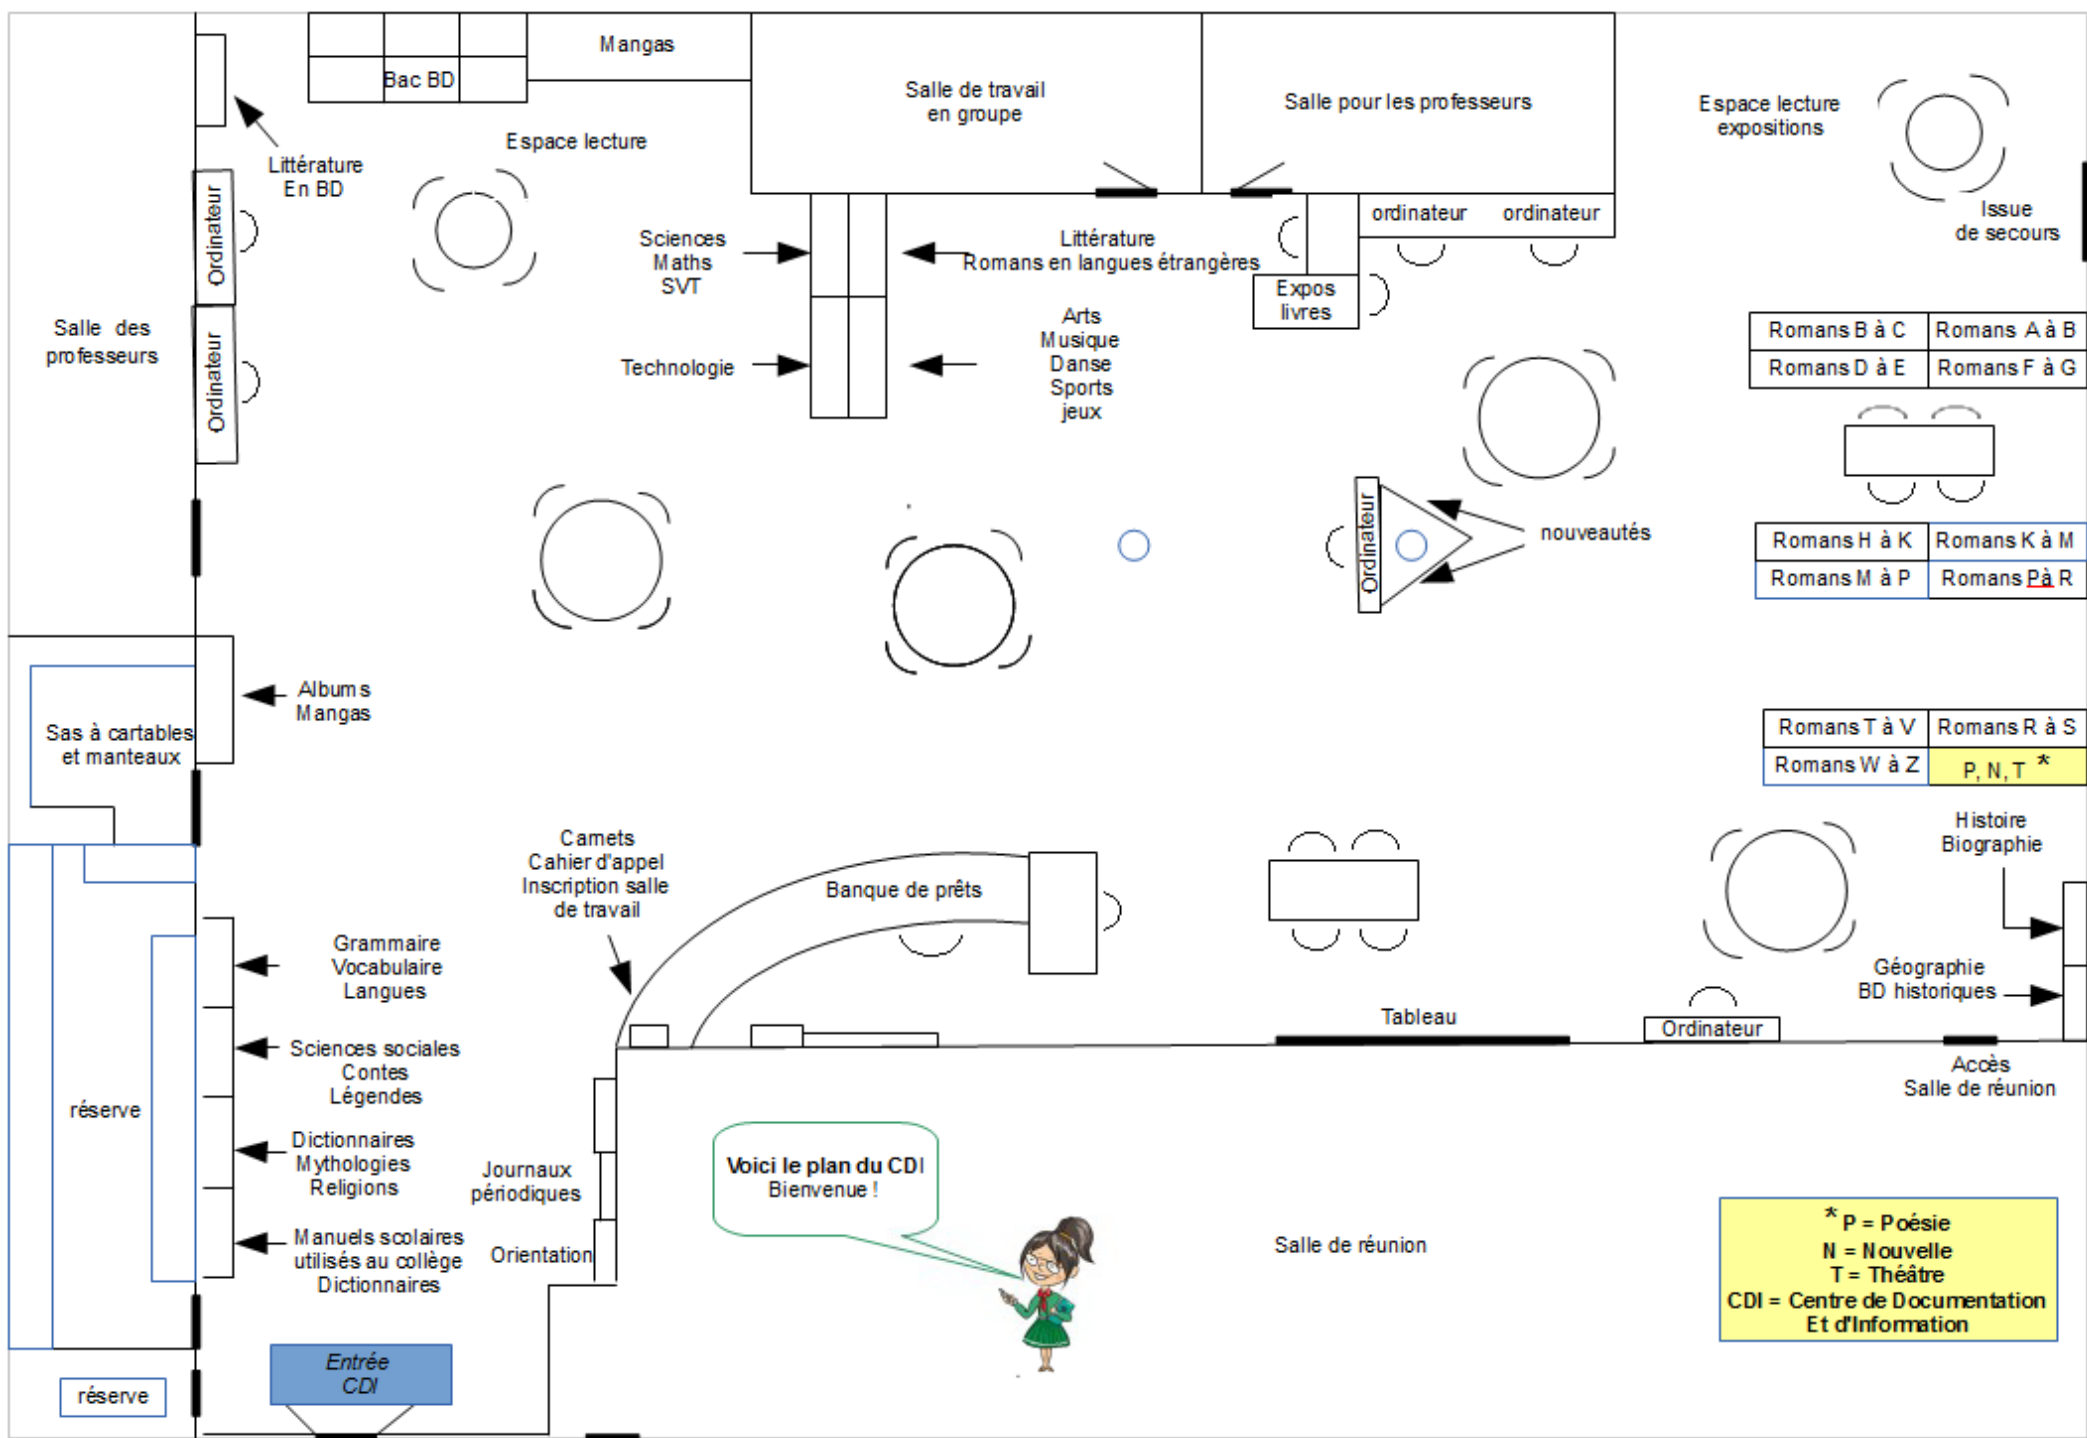 Mangas
Bac BD
Salle de travail
en groupe
Salle pour les professeurs
Espace lecture
expositions
Espace lecture
Littérature
En BD
Issue
de secours
Ordinateur
Ordinateur
Sciences
Maths
SVT
Littérature
Romans en langues étrangères
ordinateur
ordinateur
Expos
livres
Salle des
professeurs
Technologie
Arts
Musique
Danse
Sports
jeux
Romans B à C
Romans A à B
Romans D à E
Romans F à G
Ordinateur
nouveautés
Romans H à K
Romans K à M
Romans M à P
Romans Pà R
Albums
Mangas
Sas à cartables
et manteaux
Romans T à V
Romans R à S
Romans W à Z
P, N, T *
Histoire
Biographie
Carnets
Cahier d'appel
Inscription salle
de travail
Banque de prêts
Grammaire
Vocabulaire
Langues
Géographie
BD historiques
Tableau
Ordinateur
Sciences sociales
Contes
Légendes
Accès
Salle de réunion
réserve
Dictionnaires
Mythologies
Religions
Journaux
périodiques
Voici le plan du CDI
Bienvenue !
Manuels scolaires
utilisés au collège
Dictionnaires
Orientation
Salle de réunion
* P = Poésie
N = Nouvelle
T = Théâtre
CDI = Centre de Documentation
Et d'Information
Entrée
CDI
réserve